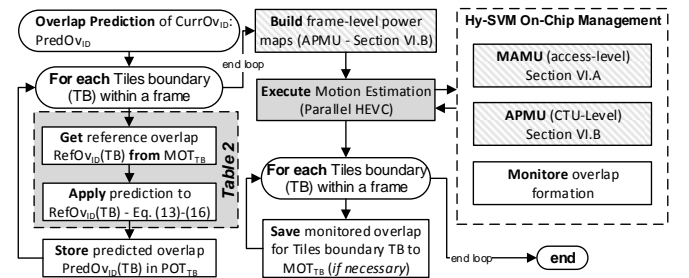 Overlap Prediction of CurrOvID:
PredOvID
For each Tiles boundary
(TB) within a frame
Get reference overlap
RefOvID(TB) from MOTTB
Apply prediction to
RefOvID(TB) - Eq. (13)-(16)
Table 2
Store predicted overlap
PredOvID(TB) in POTTB
end loop
Build frame-level power
maps (APMU - Section VI.B)
Execute Motion Estimation
(Parallel HEVC)
For each Tiles boundary
(TB) within a frame
Save monitored overlap
for Tiles boundary TB to
MOTTB (if necessary)
end loop
end
Hy-SVM On-Chip Management
MAMU (access-level)
Section VI.A
APMU (CTU-Level)
Section VI.B
Monitore overlap
formation